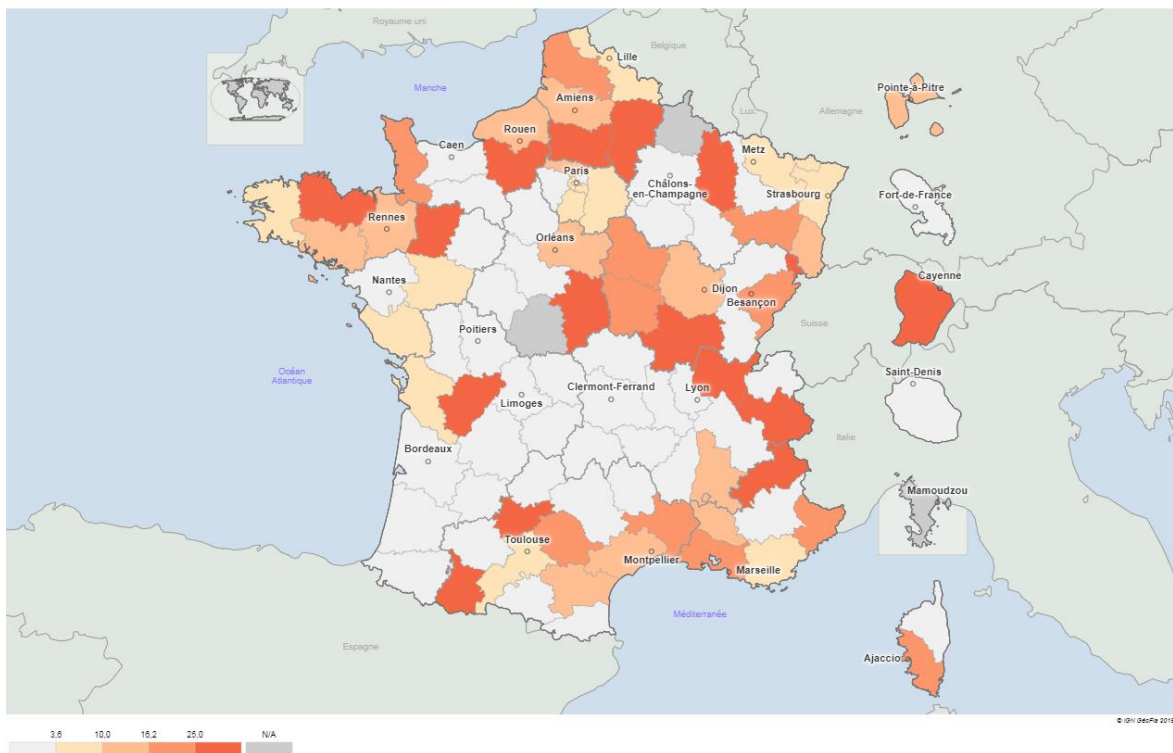 Royaume uni
Belgique
Lille
Manche
Pointe-à-Pitre
Amiens
Lux.
Allemagne
Rouen
Caen
Metz
Paris
Châlons-
en-Champagne
Strasbourg
Fort-de-France
Rennes
Orléans
Nantes
Dijon
Besançon
Cayenne
Poitiers
Suisse
Océan
Atlantique
Clermont-Ferrand
Lyon
Limoges
Saint-Denis
Italie
Bordeaux
Mamoudzou
Toulouse
Montpellier
Marseille
Méditerranée
Espagne
Ajaccio
© IGN GéoFla 2016
3,6 10,0 16,2 25,0 N/A